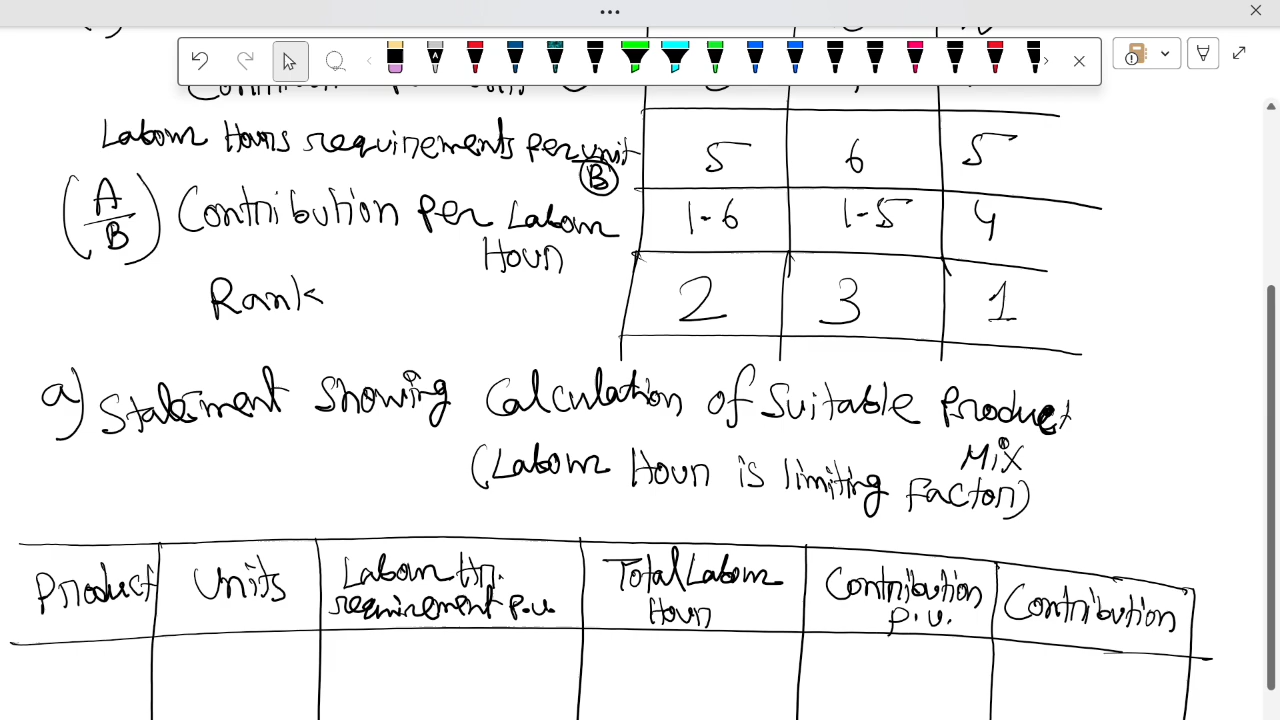 Labour Hours requirements per unit 5 6 5
B
(A/B) Contribution per Labour 1.6 1.5 4
Hour
Rank 2 3 1
a) Statement Showing Calculation of Suitable Product
Mix
(Labour Hour is limiting Factor)
Product Units Labour Hr. Total Labour Contribution Contribution
requirement p.u. Hour p.u.